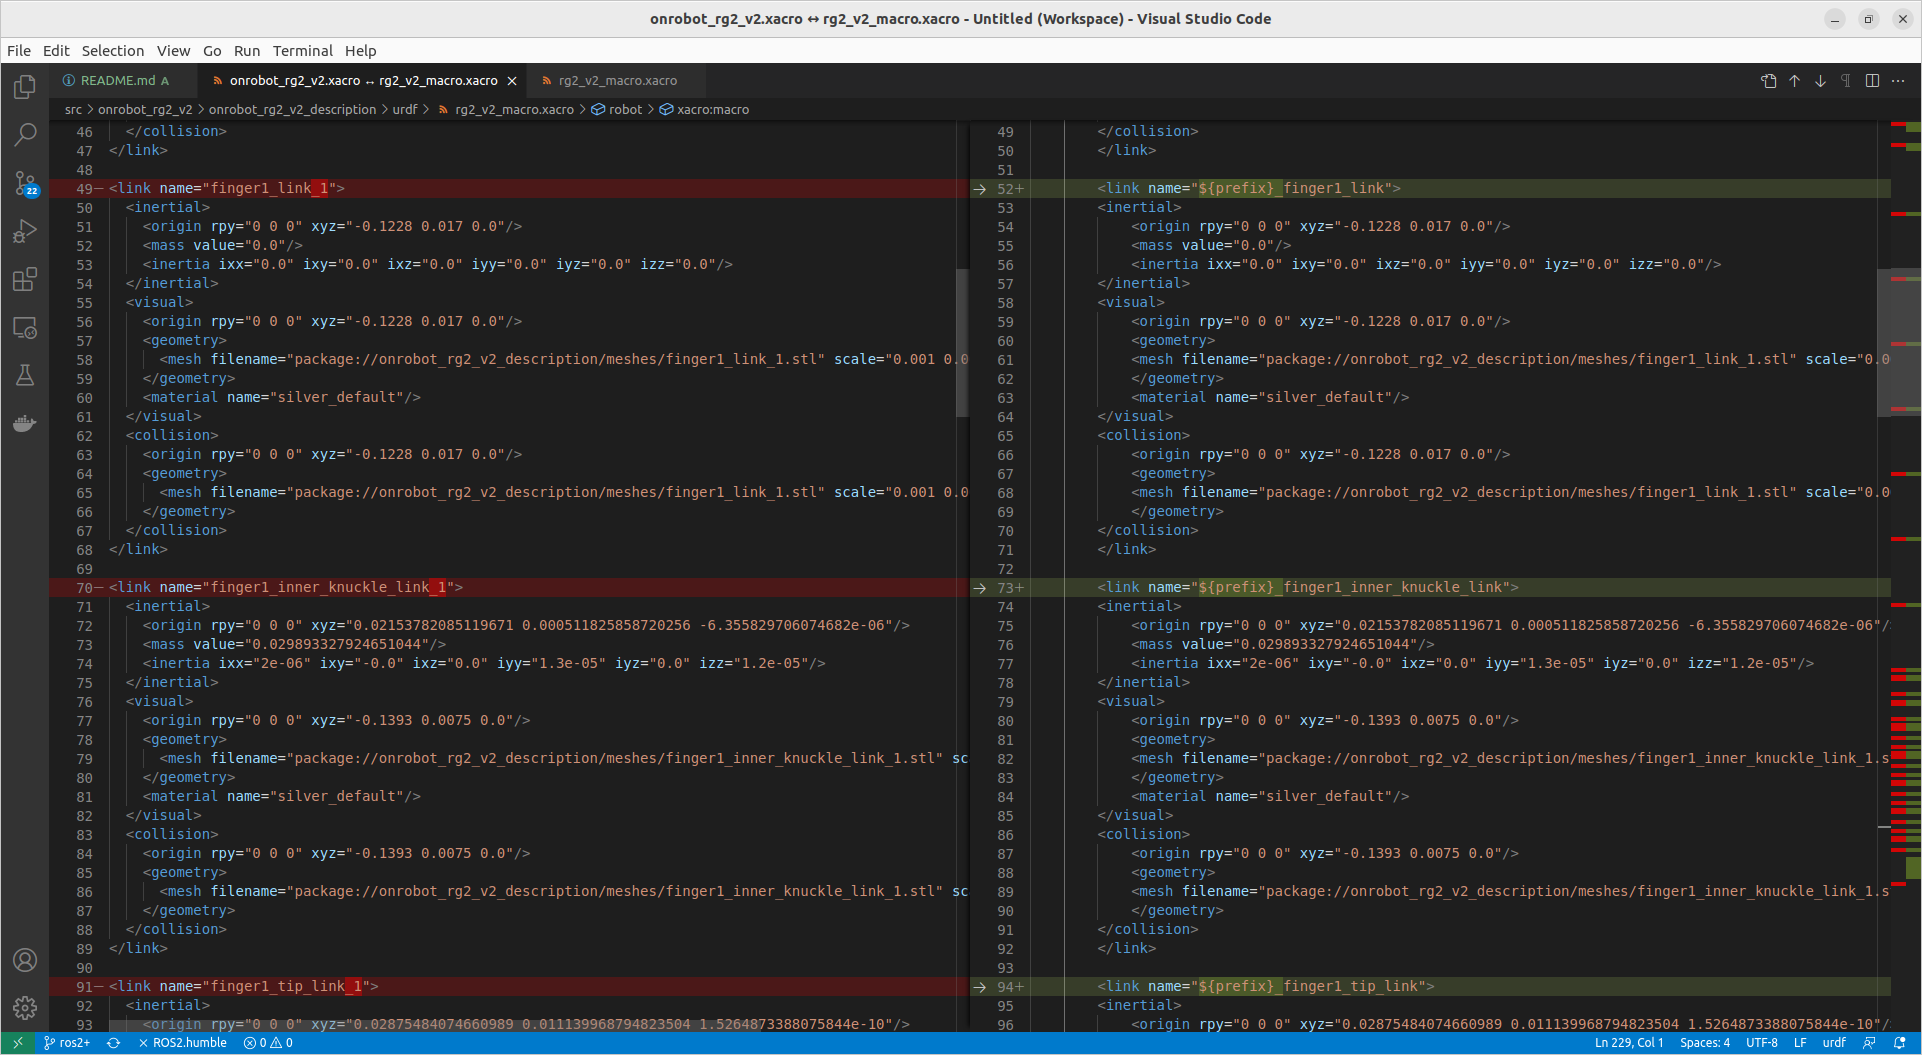 onrobot_rg2_v2.xacro ↔ rg2_v2_macro.xacro - Untitled (Workspace) - Visual Studio Code
File Edit Selection View Go Run Terminal Help
README.md A
onrobot_rg2_v2.xacro ↔ rg2_v2_macro.xacro
rg2_v2_macro.xacro
src > onrobot_rg2_v2 > onrobot_rg2_v2_description > urdf > rg2_v2_macro.xacro > robot > xacro:macro
22
46 </collision>
47 </link>
48
49— <link name="finger1_link_1">
50 <inertial>
51 <origin rpy="0 0 0" xyz="-0.1228 0.017 0.0"/>
52 <mass value="0.0"/>
53 <inertia ixx="0.0" ixy="0.0" ixz="0.0" iyy="0.0" iyz="0.0" izz="0.0"/>
54 </inertial>
55 <visual>
56 <origin rpy="0 0 0" xyz="-0.1228 0.017 0.0"/>
57 <geometry>
58 <mesh filename="package://onrobot_rg2_v2_description/meshes/finger1_link_1.stl" scale="0.001 0.0
59 </geometry>
60 <material name="silver_default"/>
61 </visual>
62 <collision>
63 <origin rpy="0 0 0" xyz="-0.1228 0.017 0.0"/>
64 <geometry>
65 <mesh filename="package://onrobot_rg2_v2_description/meshes/finger1_link_1.stl" scale="0.001 0.0
66 </geometry>
67 </collision>
68 </link>
69
70— <link name="finger1_inner_knuckle_link_1">
71 <inertial>
72 <origin rpy="0 0 0" xyz="0.02153782085119671 0.000511825858720256 -6.355829706074682e-06"/>
73 <mass value="0.029893327924651044"/>
74 <inertia ixx="2e-06" ixy="-0.0" ixz="0.0" iyy="1.3e-05" iyz="0.0" izz="1.2e-05"/>
75 </inertial>
76 <visual>
77 <origin rpy="0 0 0" xyz="-0.1393 0.0075 0.0"/>
78 <geometry>
79 <mesh filename="package://onrobot_rg2_v2_description/meshes/finger1_inner_knuckle_link_1.stl" sc
80 </geometry>
81 <material name="silver_default"/>
82 </visual>
83 <collision>
84 <origin rpy="0 0 0" xyz="-0.1393 0.0075 0.0"/>
85 <geometry>
86 <mesh filename="package://onrobot_rg2_v2_description/meshes/finger1_inner_knuckle_link_1.stl" sc
87 </geometry>
88 </collision>
89 </link>
90
91— <link name="finger1_tip_link_1">
92 <inertial>
93 <origin rpy="0 0 0" xyz="0.02875484074660989 0.011139968794823504 1.5264873388075844e-10"/>
49 </collision>
50 </link>
51
→ 52+ <link name="${prefix}_finger1_link">
53 <inertial>
54 <origin rpy="0 0 0" xyz="-0.1228 0.017 0.0"/>
55 <mass value="0.0"/>
56 <inertia ixx="0.0" ixy="0.0" ixz="0.0" iyy="0.0" iyz="0.0" izz="0.0"/>
57 </inertial>
58 <visual>
59 <origin rpy="0 0 0" xyz="-0.1228 0.017 0.0"/>
60 <geometry>
61 <mesh filename="package://onrobot_rg2_v2_description/meshes/finger1_link_1.stl" scale="0.0
62 </geometry>
63 <material name="silver_default"/>
64 </visual>
65 <collision>
66 <origin rpy="0 0 0" xyz="-0.1228 0.017 0.0"/>
67 <geometry>
68 <mesh filename="package://onrobot_rg2_v2_description/meshes/finger1_link_1.stl" scale="0.0
69 </geometry>
70 </collision>
71 </link>
72
→ 73+ <link name="${prefix}_finger1_inner_knuckle_link">
74 <inertial>
75 <origin rpy="0 0 0" xyz="0.02153782085119671 0.000511825858720256 -6.355829706074682e-06"/
76 <mass value="0.029893327924651044"/>
77 <inertia ixx="2e-06" ixy="-0.0" ixz="0.0" iyy="1.3e-05" iyz="0.0" izz="1.2e-05"/>
78 </inertial>
79 <visual>
80 <origin rpy="0 0 0" xyz="-0.1393 0.0075 0.0"/>
81 <geometry>
82 <mesh filename="package://onrobot_rg2_v2_description/meshes/finger1_inner_knuckle_link_1.s
83 </geometry>
84 <material name="silver_default"/>
85 </visual>
86 <collision>
87 <origin rpy="0 0 0" xyz="-0.1393 0.0075 0.0"/>
88 <geometry>
89 <mesh filename="package://onrobot_rg2_v2_description/meshes/finger1_inner_knuckle_link_1.s
90 </geometry>
91 </collision>
92 </link>
93
→ 94+ <link name="${prefix}_finger1_tip_link">
95 <inertial>
96 <origin rpy="0 0 0" xyz="0.02875484074660989 0.011139968794823504 1.5264873388075844e-10"/
ros2+ ROS2.humble 0 0 Ln 229, Col 1 Spaces: 4 UTF-8 LF urdf